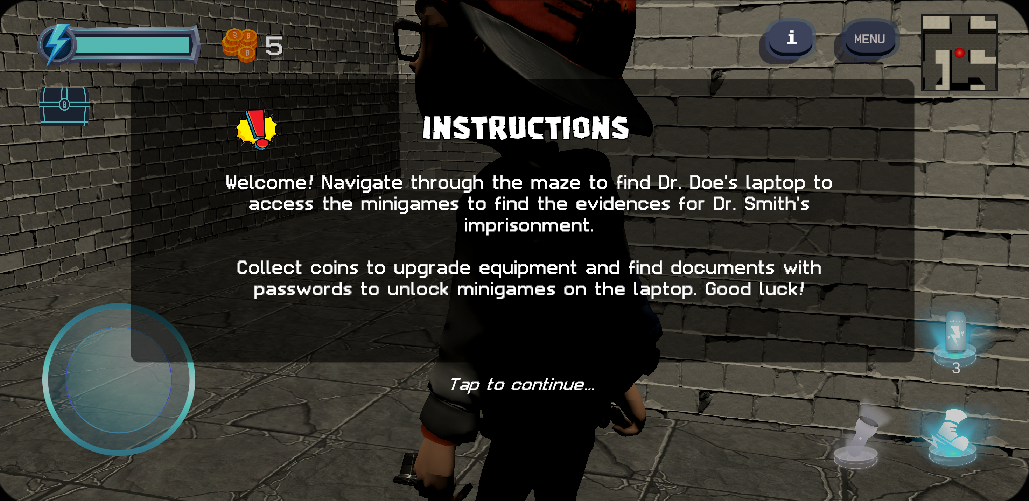 5
i
MENU
INSTRUCTIONS
Welcome! Navigate through the maze to find Dr. Doe's laptop to
access the minigames to find the evidences for Dr. Smith's
imprisonment.
Collect coins to upgrade equipment and find documents with
passwords to unlock minigames on the laptop. Good luck!
3
Tap to continue...